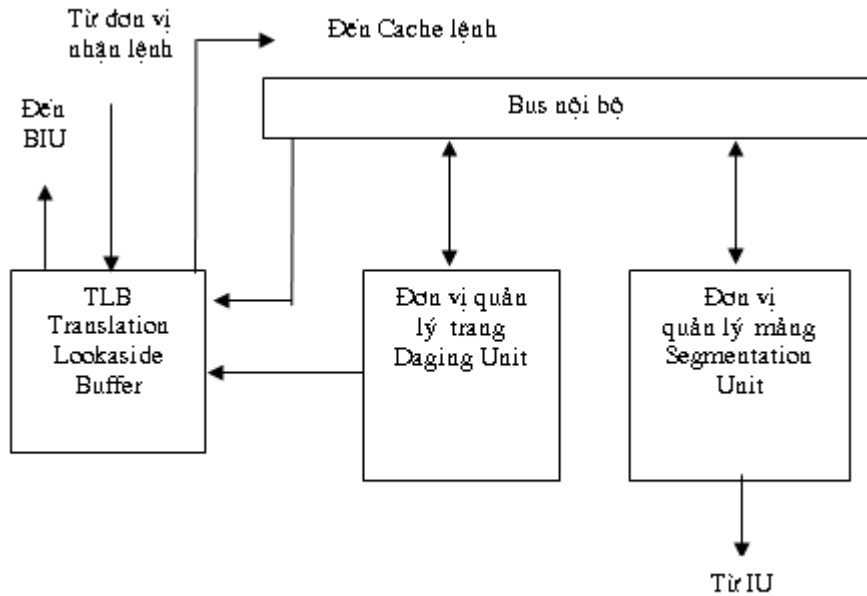 Từ đơn vị
nhận lệnh
Đến Cache lệnh
Đến
BIU
Bus nội bộ
TLB
Translation
Lookaside
Buffer
Đơn vị quản
lý trang
Daging Unit
Đơn vị
quản lý mảng
Segmentation
Unit
Từ IU